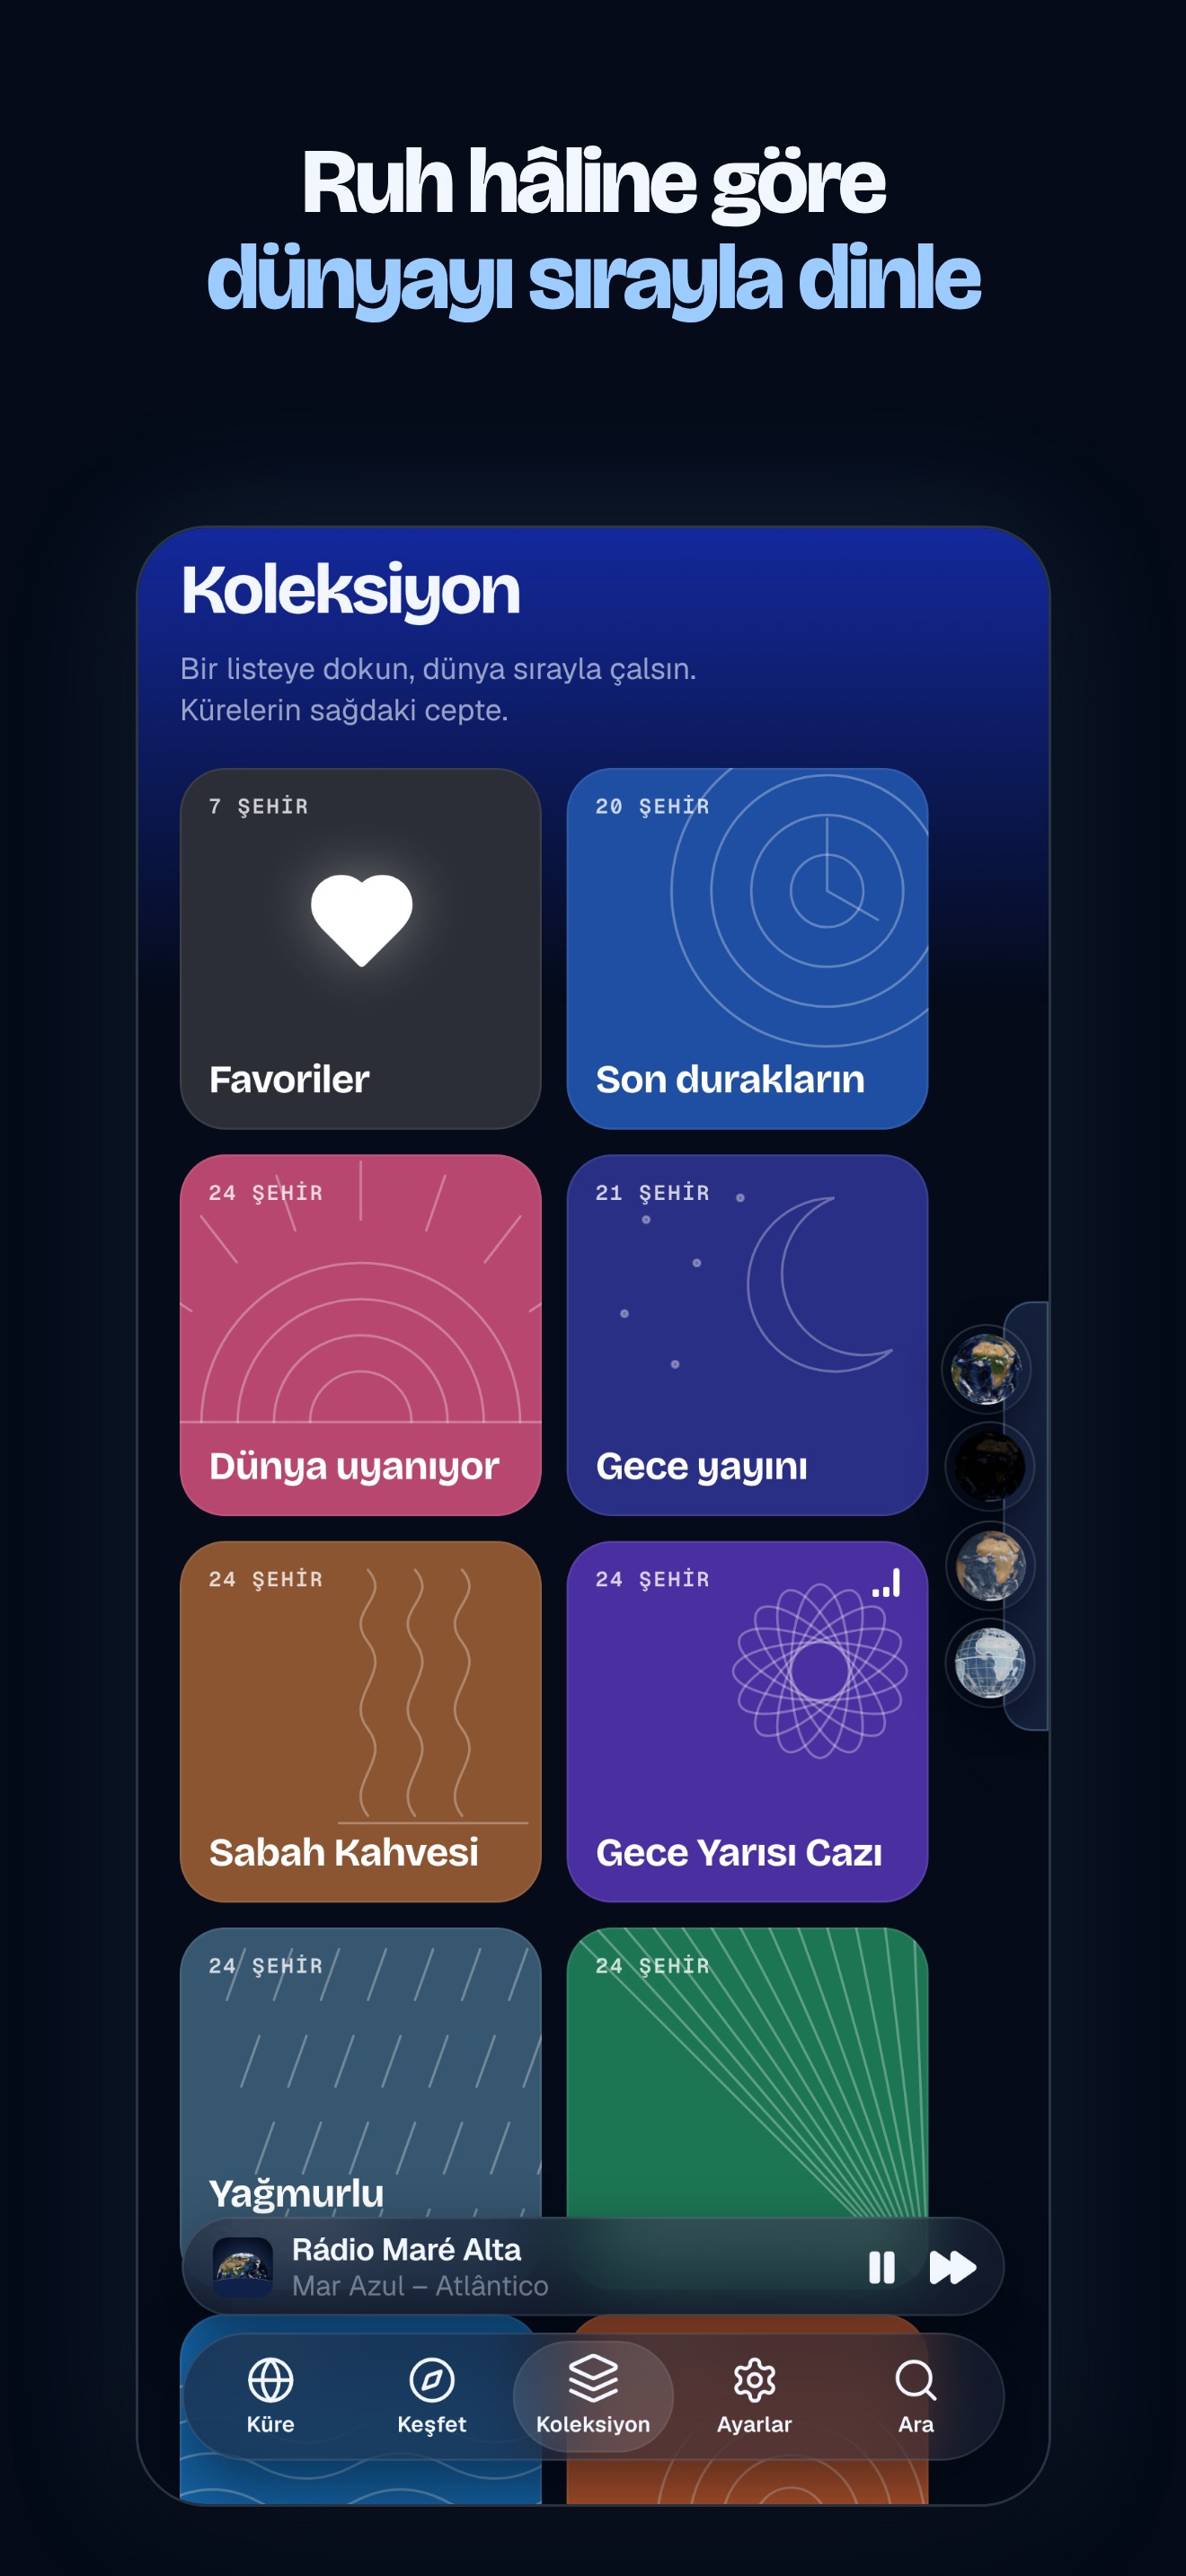 Ruh hâline göre
dünyayı sırayla dinle
Koleksiyon
Bir listeye dokun, dünya sırayla çalsın.
Kürelerin sağdaki cepte.
7 ŞEHİR
Favoriler
20 ŞEHİR
Son durakların
24 ŞEHİR
Dünya uyanıyor
21 ŞEHİR
Gece yayını
24 ŞEHİR
Sabah Kahvesi
24 ŞEHİR
Gece Yarısı Cazı
24 ŞEHİR
Yağmurlu
24 ŞEHİR
Rádio Maré Alta
Mar Azul – Atlântico
Küre
Keşfet
Koleksiyon
Ayarlar
Ara